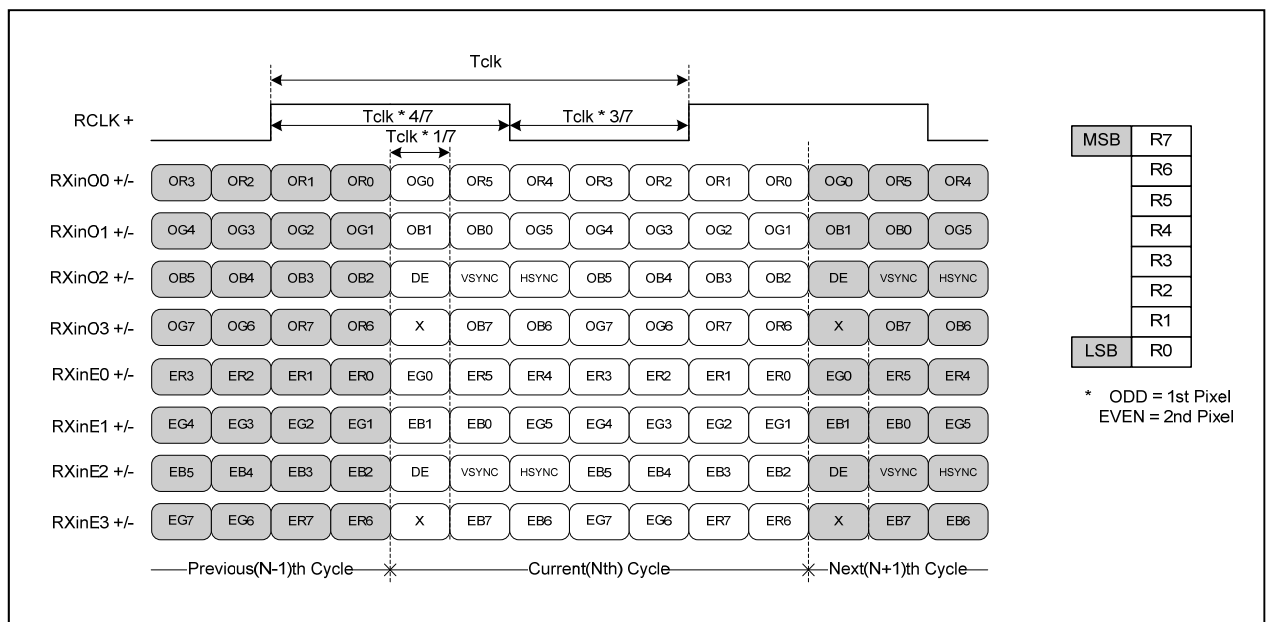 Tclk
RCLK +
Tclk * 4/7
Tclk * 3/7
Tclk * 1/7
RXinO0 +/- OR3 OR2 OR1 OR0 OG0 OR5 OR4 OR3 OR2 OR1 OR0 OG0 OR5 OR4
RXinO1 +/- OG4 OG3 OG2 OG1 OB1 OB0 OG5 OG4 OG3 OG2 OG1 OB1 OB0 OG5
RXinO2 +/- OB5 OB4 OB3 OB2 DE VSYNC HSYNC OB5 OB4 OB3 OB2 DE VSYNC HSYNC
RXinO3 +/- OG7 OG6 OR7 OR6 X OB7 OB6 OG7 OG6 OR7 OR6 X OB7 OB6
RXinE0 +/- ER3 ER2 ER1 ER0 EG0 ER5 ER4 ER3 ER2 ER1 ER0 EG0 ER5 ER4
RXinE1 +/- EG4 EG3 EG2 EG1 EB1 EB0 EG5 EG4 EG3 EG2 EG1 EB1 EB0 EG5
RXinE2 +/- EB5 EB4 EB3 EB2 DE VSYNC HSYNC EB5 EB4 EB3 EB2 DE VSYNC HSYNC
RXinE3 +/- EG7 EG6 ER7 ER6 X EB7 EB6 EG7 EG6 ER7 ER6 X EB7 EB6
Previous(N-1)th Cycle Current(Nth) Cycle Next(N+1)th Cycle
MSB R7
R6
R5
R4
R3
R2
R1
LSB R0
* ODD = 1st Pixel
EVEN = 2nd Pixel